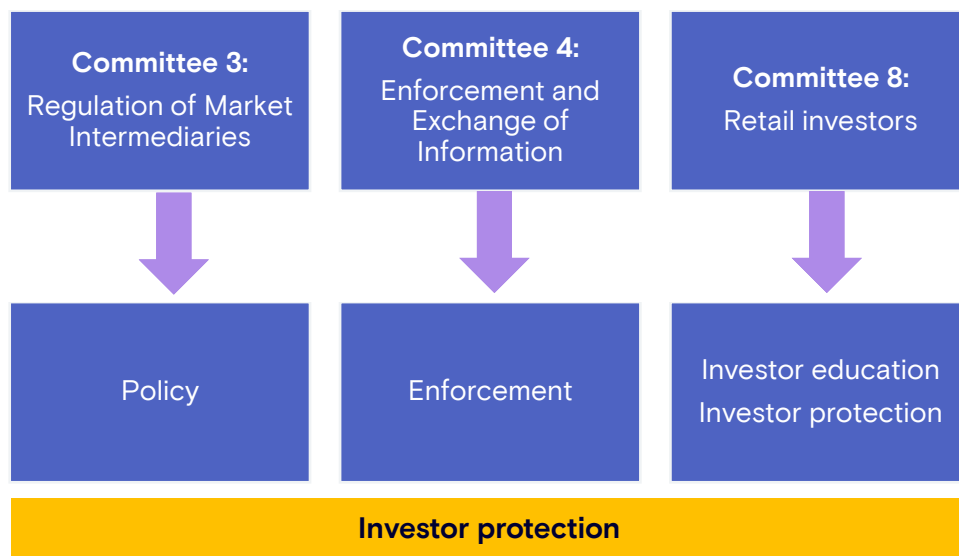 Committee 3:
Regulation of Market
Intermediaries
Committee 4:
Enforcement and
Exchange of
Information
Committee 8:
Retail investors
Policy
Enforcement
Investor education
Investor protection
Investor protection